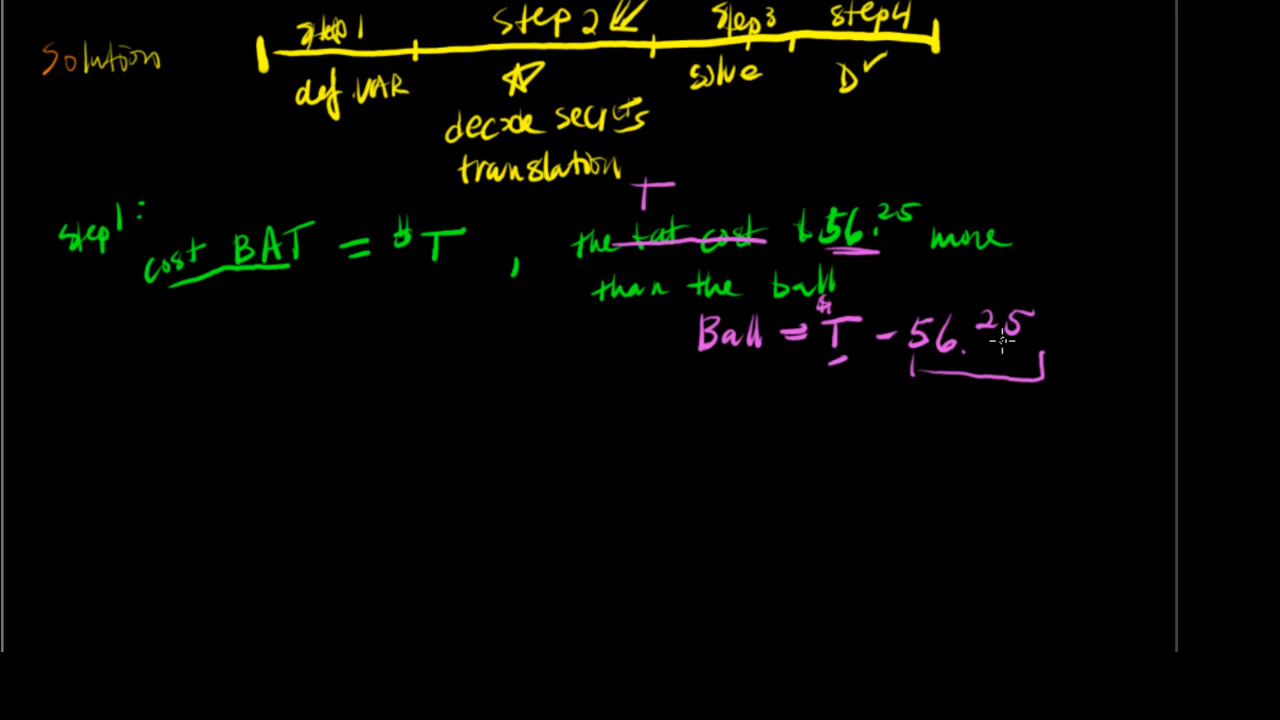 Solution
step 1 step 2 step 3 step 4
def. VAR solve D ✓
decode secrets
translation
T
step 1:
cost BAT = $T , the bat cost $56.25 more
than the ball
Ball = $T - 56.25